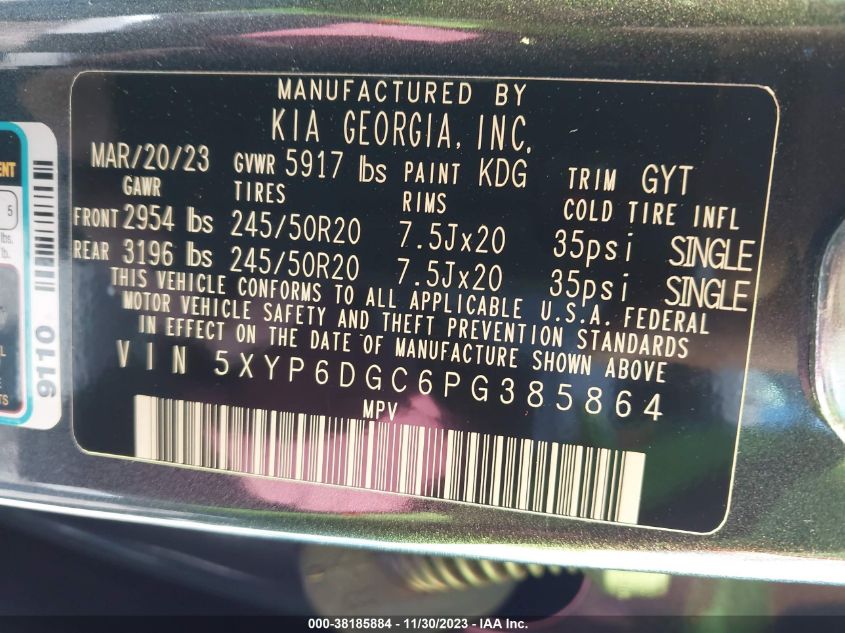 MANUFACTURED BY
KIA GEORGIA, INC.
MAR/20/23 GVWR 5917 lbs PAINT KDG TRIM GYT
GAWR TIRES RIMS COLD TIRE INFL
FRONT 2954 lbs 245/50R20 7.5Jx20 35psi SINGLE
REAR 3196 lbs 245/50R20 7.5Jx20 35psi SINGLE
THIS VEHICLE CONFORMS TO ALL APPLICABLE U.S.A. FEDERAL
MOTOR VEHICLE SAFETY AND THEFT PREVENTION STANDARDS
IN EFFECT ON THE DATE OF MANUFACTURE SHOWN ABOVE
VIN 5XYP6DGC6PG385864
MPV
5
lbs.
lb.
9110
000-38185884 - 11/30/2023 - IAA Inc.